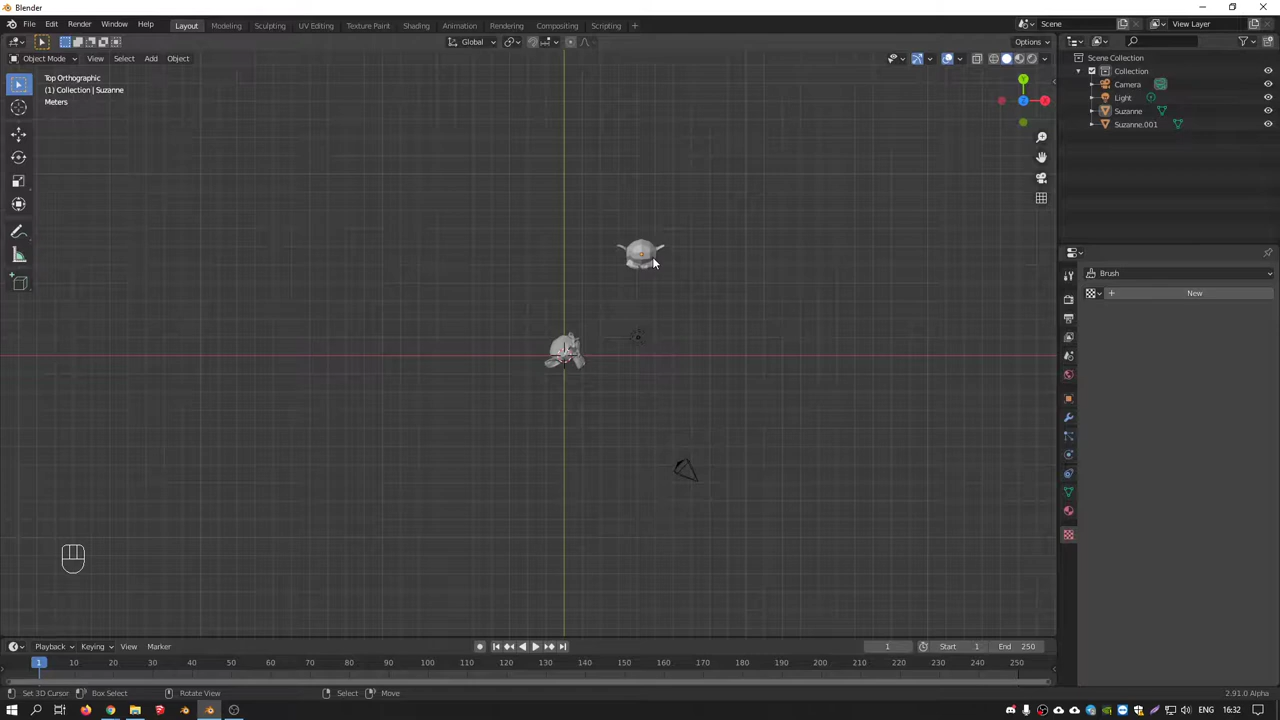 Blender
File Edit Render Window Help Layout Modeling Sculpting UV Editing Texture Paint Shading Animation Rendering Compositing Scripting + Scene View Layer
Global Options
Object Mode View Select Add Object
Top Orthographic
(1) Collection | Suzanne
Meters
Y
Z
X
Scene Collection
Collection
Camera
Light
Suzanne
Suzanne.001
Brush
+ New
Playback Keying View Marker 1 Start 1 End 250
1 10 20 30 40 50 60 70 80 90 100 110 120 130 140 150 160 170 180 190 200 210 220 230 240 250
Set 3D Cursor Box Select Rotate View Select Move 2.91.0 Alpha
ENG 16:32